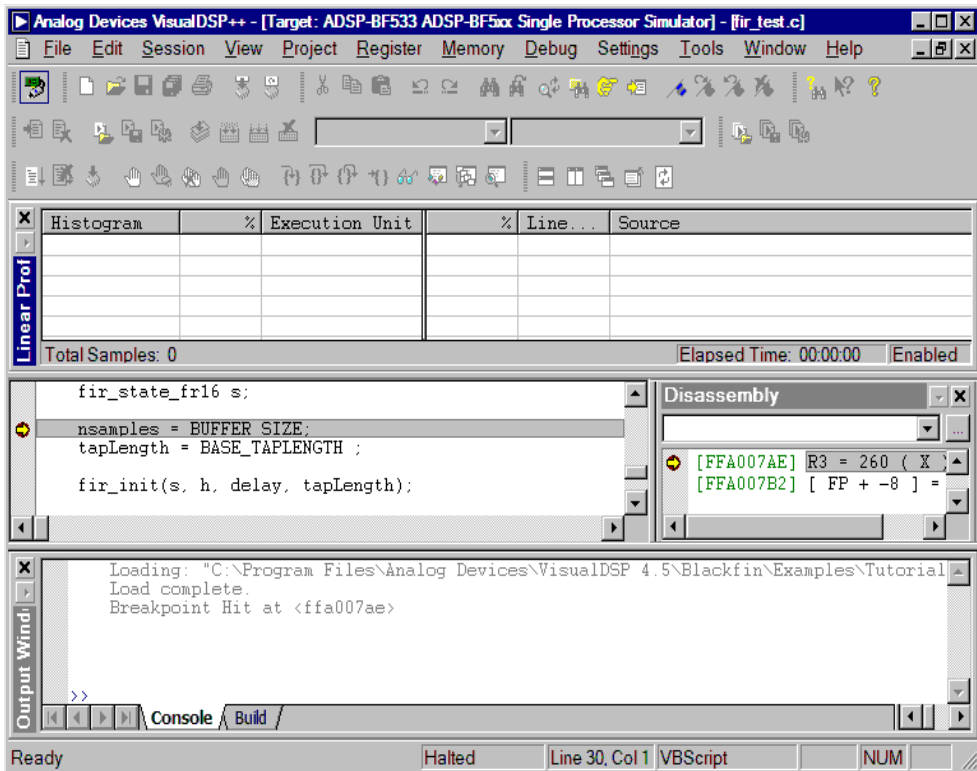 Analog Devices VisualDSP++ - [Target: ADSP-BF533 ADSP-BF5xx Single Processor Simulator] - [fir_test.c]
File Edit Session View Project Register Memory Debug Settings Tools Window Help
Linear Prof
Histogram % Execution Unit % Line... Source
Total Samples: 0 Elapsed Time: 00:00:00 Enabled
fir_state_fr16 s;
nsamples = BUFFER_SIZE;
tapLength = BASE_TAPLENGTH ;
fir_init(s, h, delay, tapLength);
Disassembly
...
[FFA007AE] R3 = 260 ( X )
[FFA007B2] [ FP + -8 ] =
Output Windo
Loading: "C:\Program Files\Analog Devices\VisualDSP 4.5\Blackfin\Examples\Tutorial
Load complete.
Breakpoint Hit at <ffa007ae>
>>
Console Build
Ready Halted Line 30, Col 1 VBScript NUM